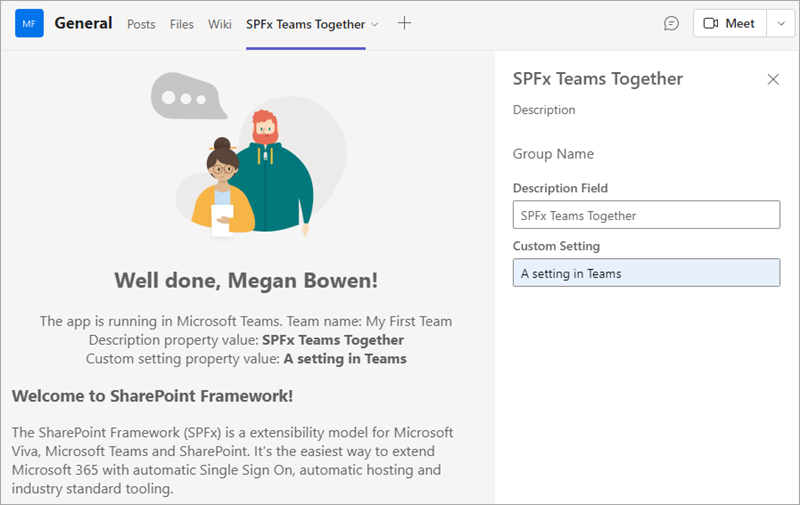 MF General Posts Files Wiki SPFx Teams Together Meet
Well done, Megan Bowen!
The app is running in Microsoft Teams. Team name: My First Team
Description property value: SPFx Teams Together
Custom setting property value: A setting in Teams
Welcome to SharePoint Framework!
The SharePoint Framework (SPFx) is a extensibility model for Microsoft
Viva, Microsoft Teams and SharePoint. It's the easiest way to extend
Microsoft 365 with automatic Single Sign On, automatic hosting and
industry standard tooling.
SPFx Teams Together
Description
Group Name
Description Field
SPFx Teams Together
Custom Setting
A setting in Teams